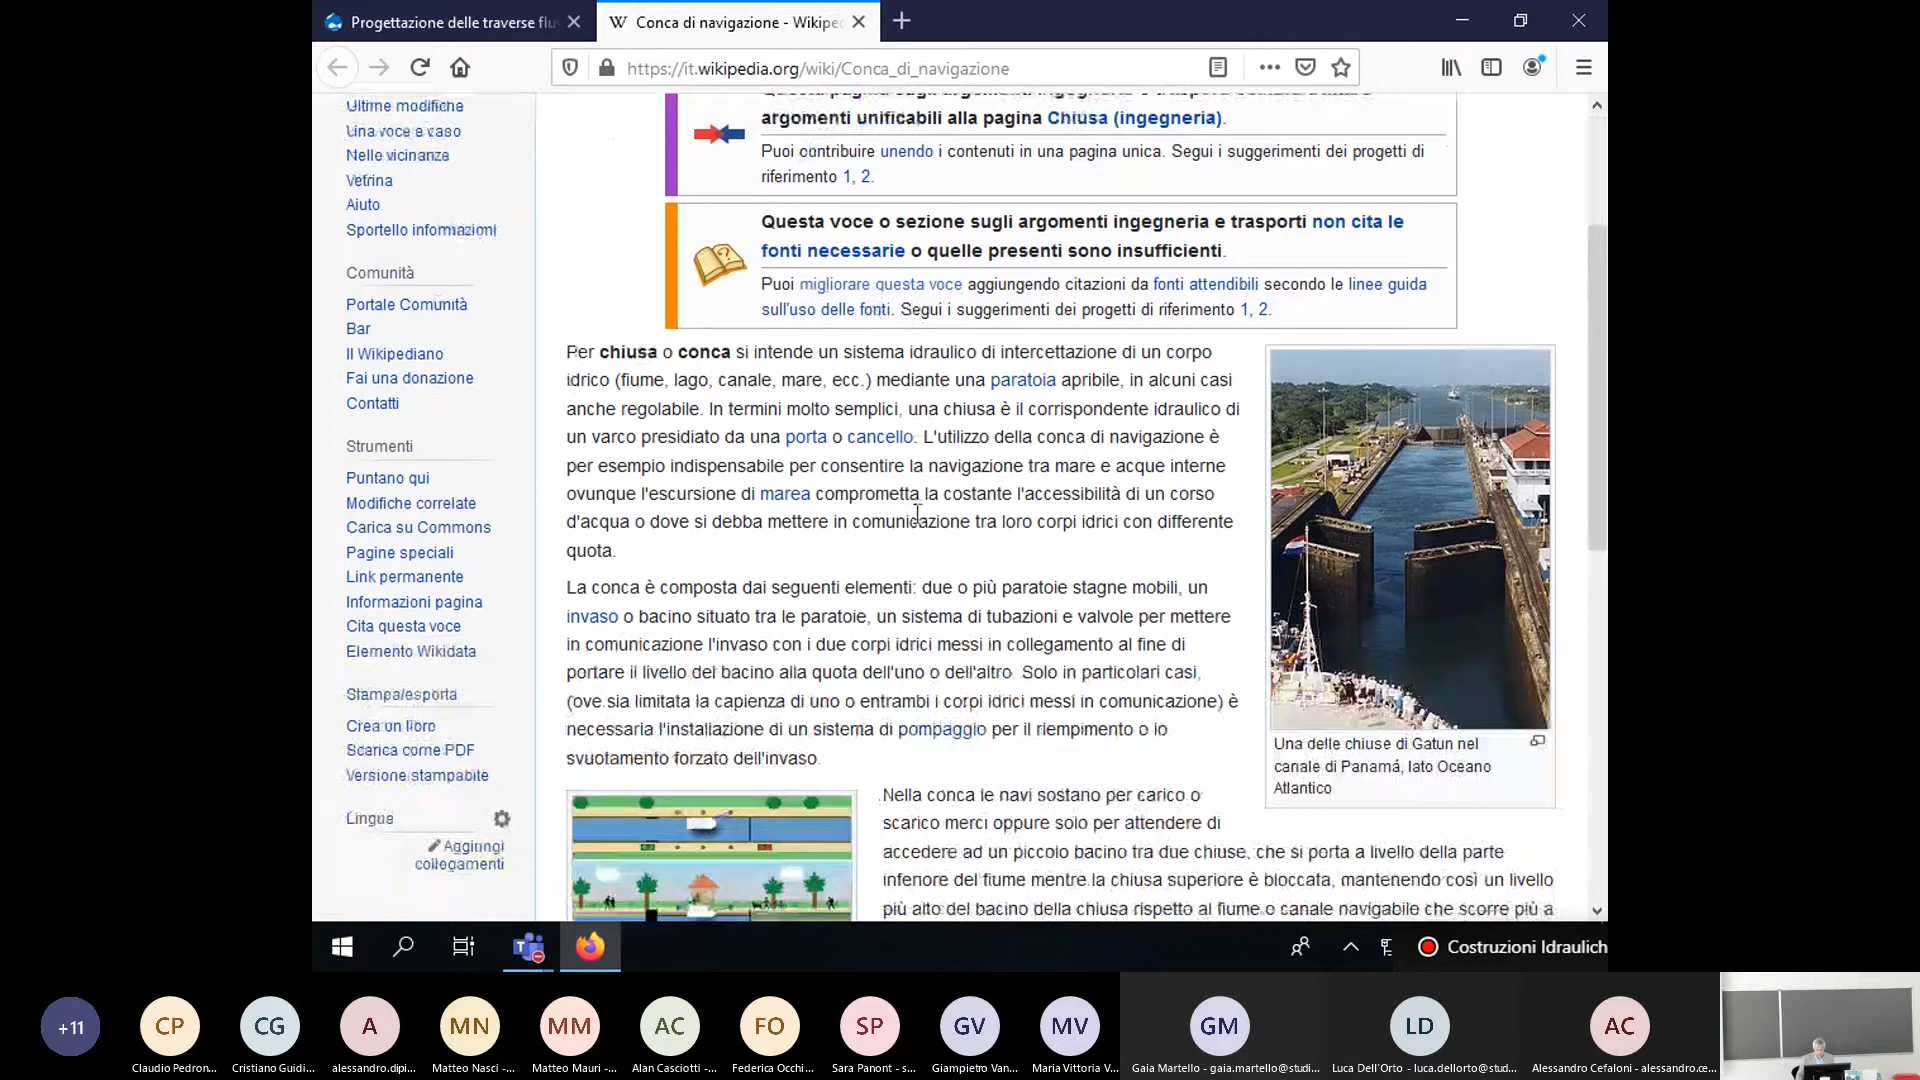 Progettazione delle traverse flu
Conca di navigazione - Wikipe
https://it.wikipedia.org/wiki/Conca_di_navigazione
Ultime modifiche
Una voce a caso
Nelle vicinanze
Vetrina
Aiuto
Sportello informazioni
Comunità
Portale Comunità
Bar
Il Wikipediano
Fai una donazione
Contatti
Strumenti
Puntano qui
Modifiche correlate
Carica su Commons
Pagine speciali
Link permanente
Informazioni pagina
Cita questa voce
Elemento Wikidata
Stampa/esporta
Crea un libro
Scarica come PDF
Versione stampabile
Lingue
Aggiungi
collegamenti
argomenti unificabili alla pagina Chiusa (ingegneria).
Puoi contribuire unendo i contenuti in una pagina unica. Segui i suggerimenti dei progetti di
riferimento 1, 2.
Questa voce o sezione sugli argomenti ingegneria e trasporti non cita le
fonti necessarie o quelle presenti sono insufficienti.
Puoi migliorare questa voce aggiungendo citazioni da fonti attendibili secondo le linee guida
sull'uso delle fonti. Segui i suggerimenti dei progetti di riferimento 1, 2.
Per chiusa o conca si intende un sistema idraulico di intercettazione di un corpo
idrico (fiume, lago, canale, mare, ecc.) mediante una paratoia apribile, in alcuni casi
anche regolabile. In termini molto semplici, una chiusa è il corrispondente idraulico di
un varco presidiato da una porta o cancello. L'utilizzo della conca di navigazione è
per esempio indispensabile per consentire la navigazione tra mare e acque interne
ovunque l'escursione di marea comprometta la costante l'accessibilità di un corso
d'acqua o dove si debba mettere in comunicazione tra loro corpi idrici con differente
quota.
La conca è composta dai seguenti elementi: due o più paratoie stagne mobili, un
invaso o bacino situato tra le paratoie, un sistema di tubazioni e valvole per mettere
in comunicazione l'invaso con i due corpi idrici messi in collegamento al fine di
portare il livello del bacino alla quota dell'uno o dell'altro. Solo in particolari casi,
(ove sia limitata la capienza di uno o entrambi i corpi idrici messi in comunicazione) è
necessaria l'installazione di un sistema di pompaggio per il riempimento o lo
svuotamento forzato dell'invaso.
Una delle chiuse di Gatun nel
canale di Panamá, lato Oceano
Atlantico
Nella conca le navi sostano per carico o
scarico merci oppure solo per attendere di
accedere ad un piccolo bacino tra due chiuse, che si porta a livello della parte
inferiore del fiume mentre la chiusa superiore è bloccata, mantenendo così un livello
più alto del bacino della chiusa rispetto al fiume o canale navigabile che scorre più a
Costruzioni Idraulich
+11
CP
CG
A
MN
MM
AC
FO
SP
GV
MV
GM
LD
AC
Claudio Pedron...
Cristiano Guidi...
alessandro.dipi...
Matteo Nasci -...
Matteo Mauri -...
Alan Casciotti -...
Federica Occhi...
Sara Panont - s...
Giampietro Van...
Maria Vittoria V...
Gaia Martello - gaia.martello@studi...
Luca Dell'Orto - luca.dellorto@stud...
Alessandro Cefaloni - alessandro.ce...